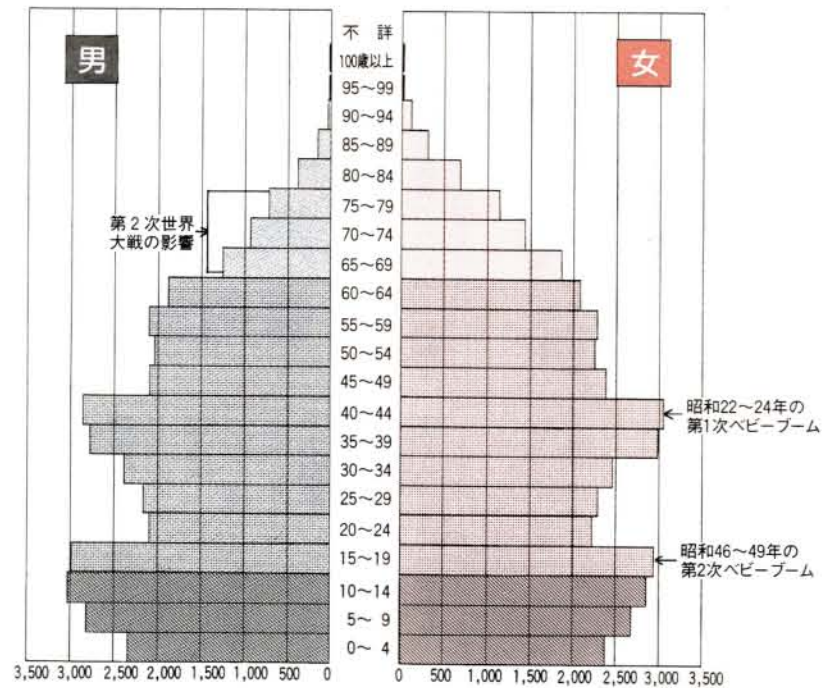 男
女
不 詳
100歳以上
95～99
90～94
85～89
80～84
75～79
70～74
65～69
60～64
55～59
50～54
45～49
40～44
35～39
30～34
25～29
20～24
15～19
10～14
5～ 9
0～ 4
第2次世界
大戦の影響
昭和22～24年の
第1次ベビーブーム
昭和46～49年の
第2次ベビーブーム
3,500 3,000 2,500 2,000 1,500 1,000 500 0
0 500 1,000 1,500 2,000 2,500 3,000 3,500